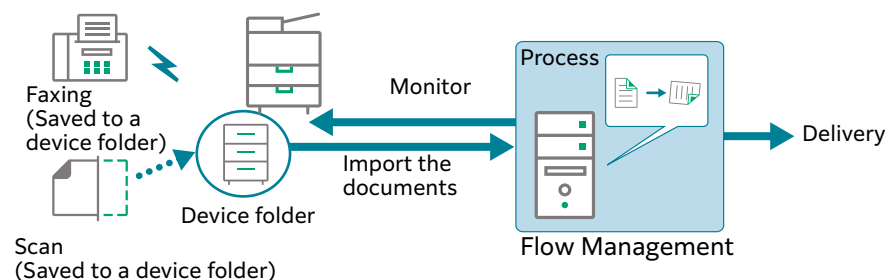 Faxing
(Saved to a
device folder)
Scan
(Saved to a device folder)
Device folder
Monitor
Import the
documents
Process
Flow Management
Delivery